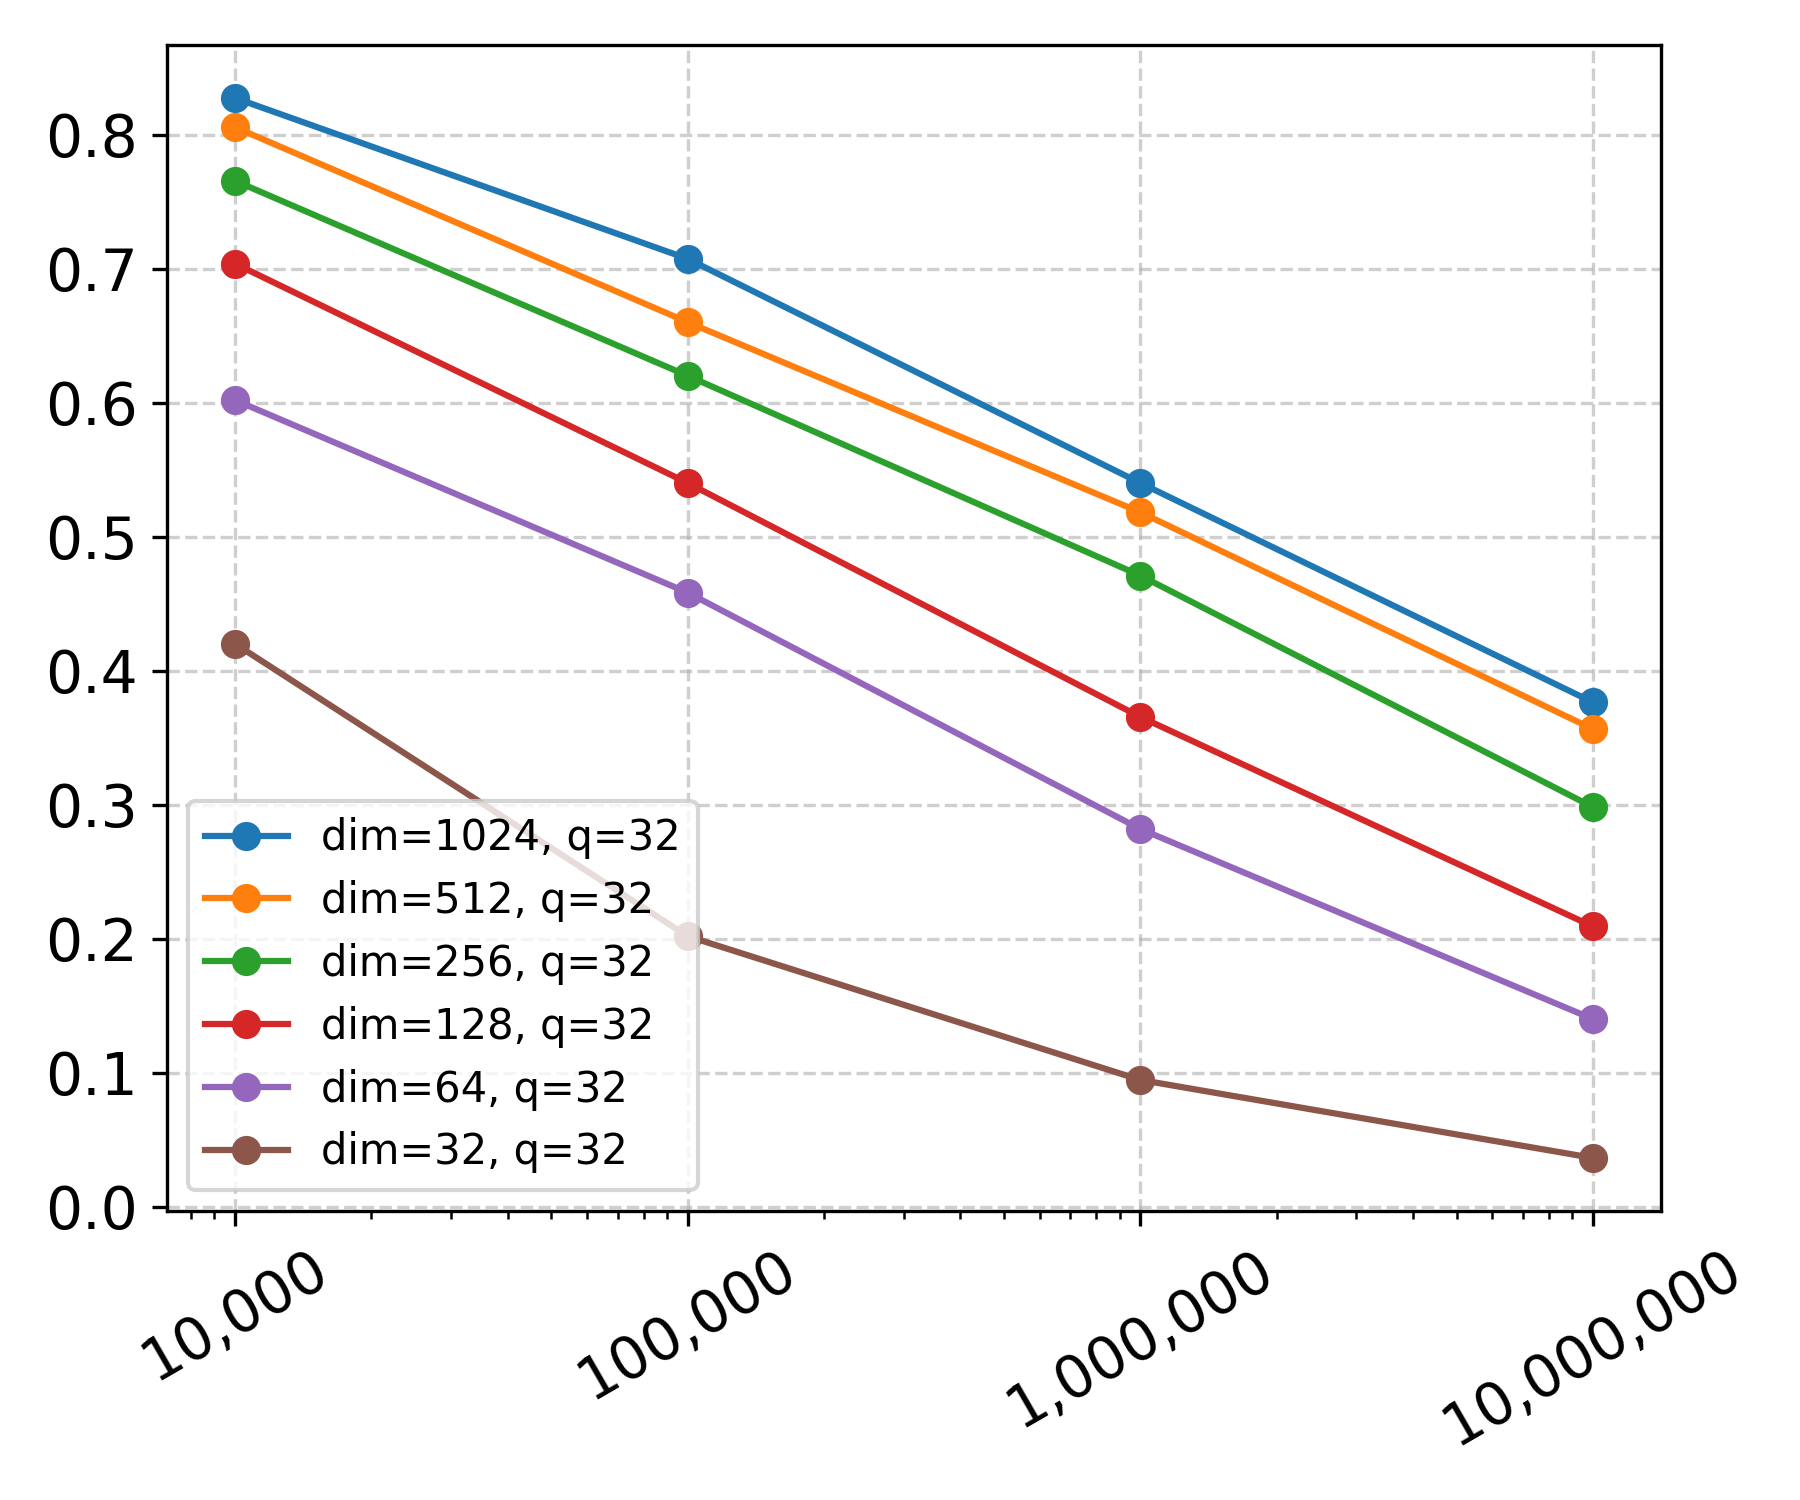 0.8
0.7
0.6
0.5
0.4
0.3
0.2
0.1
0.0
dim=1024, q=32
dim=512, q=32
dim=256, q=32
dim=128, q=32
dim=64, q=32
dim=32, q=32
10,000
100,000
1,000,000
10,000,000